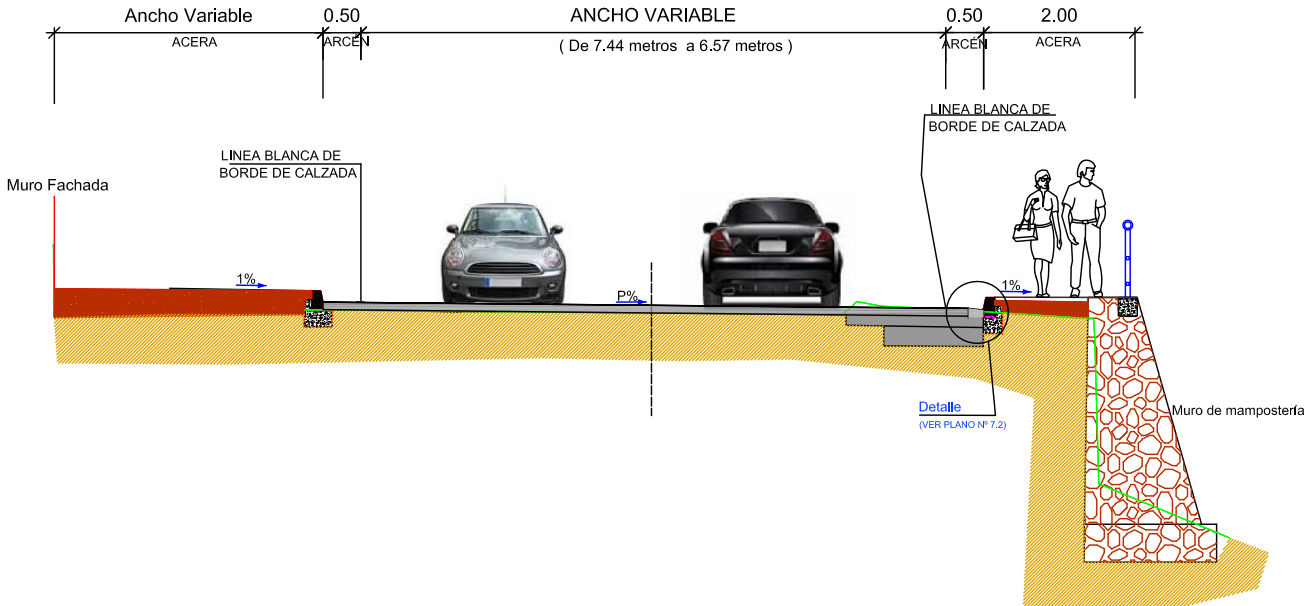 Ancho Variable 0.50 ANCHO VARIABLE 0.50 2.00
ACERA ARCÉN ( De 7.44 metros a 6.57 metros ) ARCÉN ACERA
LINEA BLANCA DE
BORDE DE CALZADA
LINEA BLANCA DE
BORDE DE CALZADA
Muro Fachada
1%
P%
1%
Detalle
(VER PLANO Nº 7.2)
Muro de mampostería